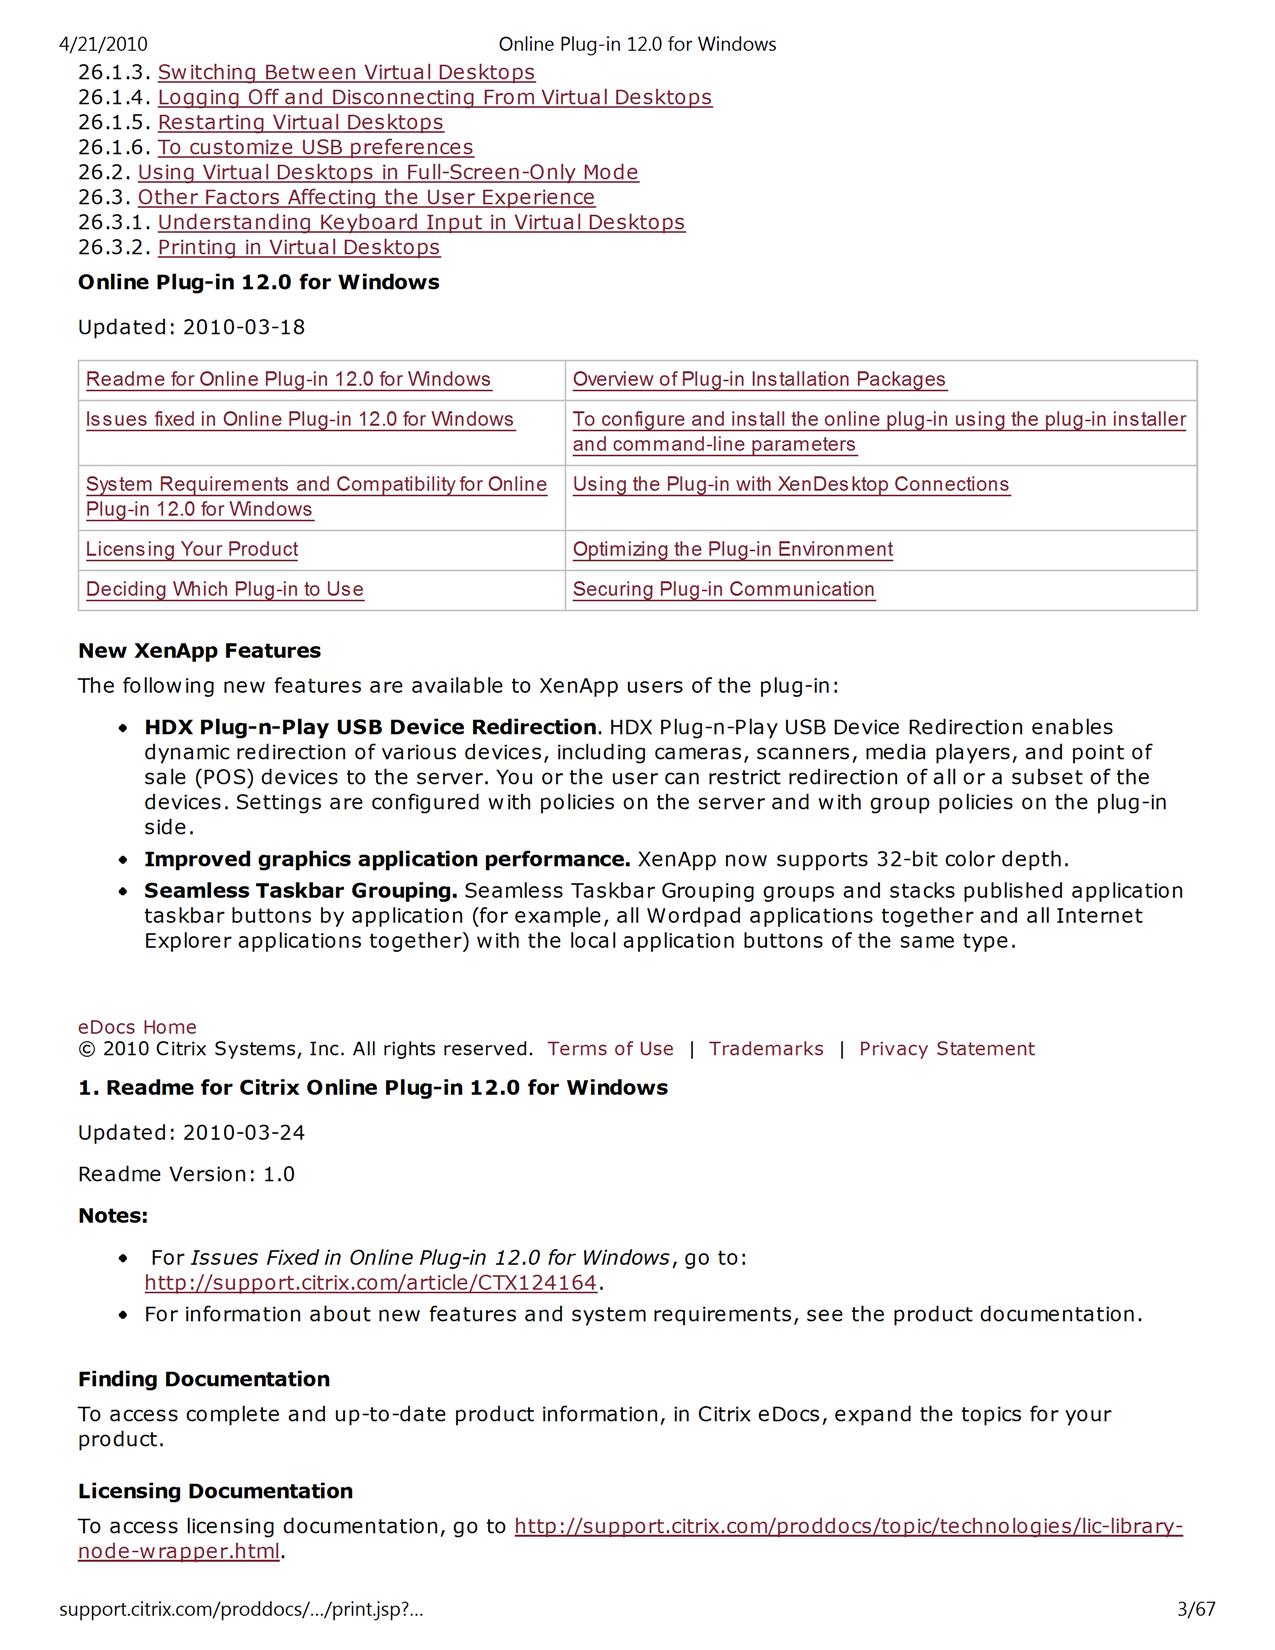 4/21/2010 Online Plug-in 12.0 for Windows
26.1.3. Switching Between Virtual Desktops
26.1.4. Logging Off and Disconnecting From Virtual Desktops
26.1.5. Restarting Virtual Desktops
26.1.6. To customize USB preferences
26.2. Using Virtual Desktops in Full-Screen-Only Mode
26.3. Other Factors Affecting the User Experience
26.3.1. Understanding Keyboard Input in Virtual Desktops
26.3.2. Printing in Virtual Desktops
Online Plug-in 12.0 for Windows
Updated: 2010-03-18
Readme for Online Plug-in 12.0 for Windows
Overview of Plug-in Installation Packages
Issues fixed in Online Plug-in 12.0 for Windows
To configure and install the online plug-in using the plug-in installer
and command-line parameters
System Requirements and Compatibility for Online
Plug-in 12.0 for Windows
Using the Plug-in with XenDesktop Connections
Licensing Your Product
Optimizing the Plug-in Environment
Deciding Which Plug-in to Use
Securing Plug-in Communication
New XenApp Features
The following new features are available to XenApp users of the plug-in:
• HDX Plug-n-Play USB Device Redirection. HDX Plug-n-Play USB Device Redirection enables
dynamic redirection of various devices, including cameras, scanners, media players, and point of
sale (POS) devices to the server. You or the user can restrict redirection of all or a subset of the
devices. Settings are configured with policies on the server and with group policies on the plug-in
side.
• Improved graphics application performance. XenApp now supports 32-bit color depth.
• Seamless Taskbar Grouping. Seamless Taskbar Grouping groups and stacks published application
taskbar buttons by application (for example, all Wordpad applications together and all Internet
Explorer applications together) with the local application buttons of the same type.
eDocs Home
© 2010 Citrix Systems, Inc. All rights reserved. Terms of Use | Trademarks | Privacy Statement
1. Readme for Citrix Online Plug-in 12.0 for Windows
Updated: 2010-03-24
Readme Version: 1.0
Notes:
• For Issues Fixed in Online Plug-in 12.0 for Windows, go to:
http://support.citrix.com/article/CTX124164.
• For information about new features and system requirements, see the product documentation.
Finding Documentation
To access complete and up-to-date product information, in Citrix eDocs, expand the topics for your
product.
Licensing Documentation
To access licensing documentation, go to http://support.citrix.com/proddocs/topic/technologies/lic-library-
node-wrapper.html.
support.citrix.com/proddocs/.../print.jsp?... 3/67